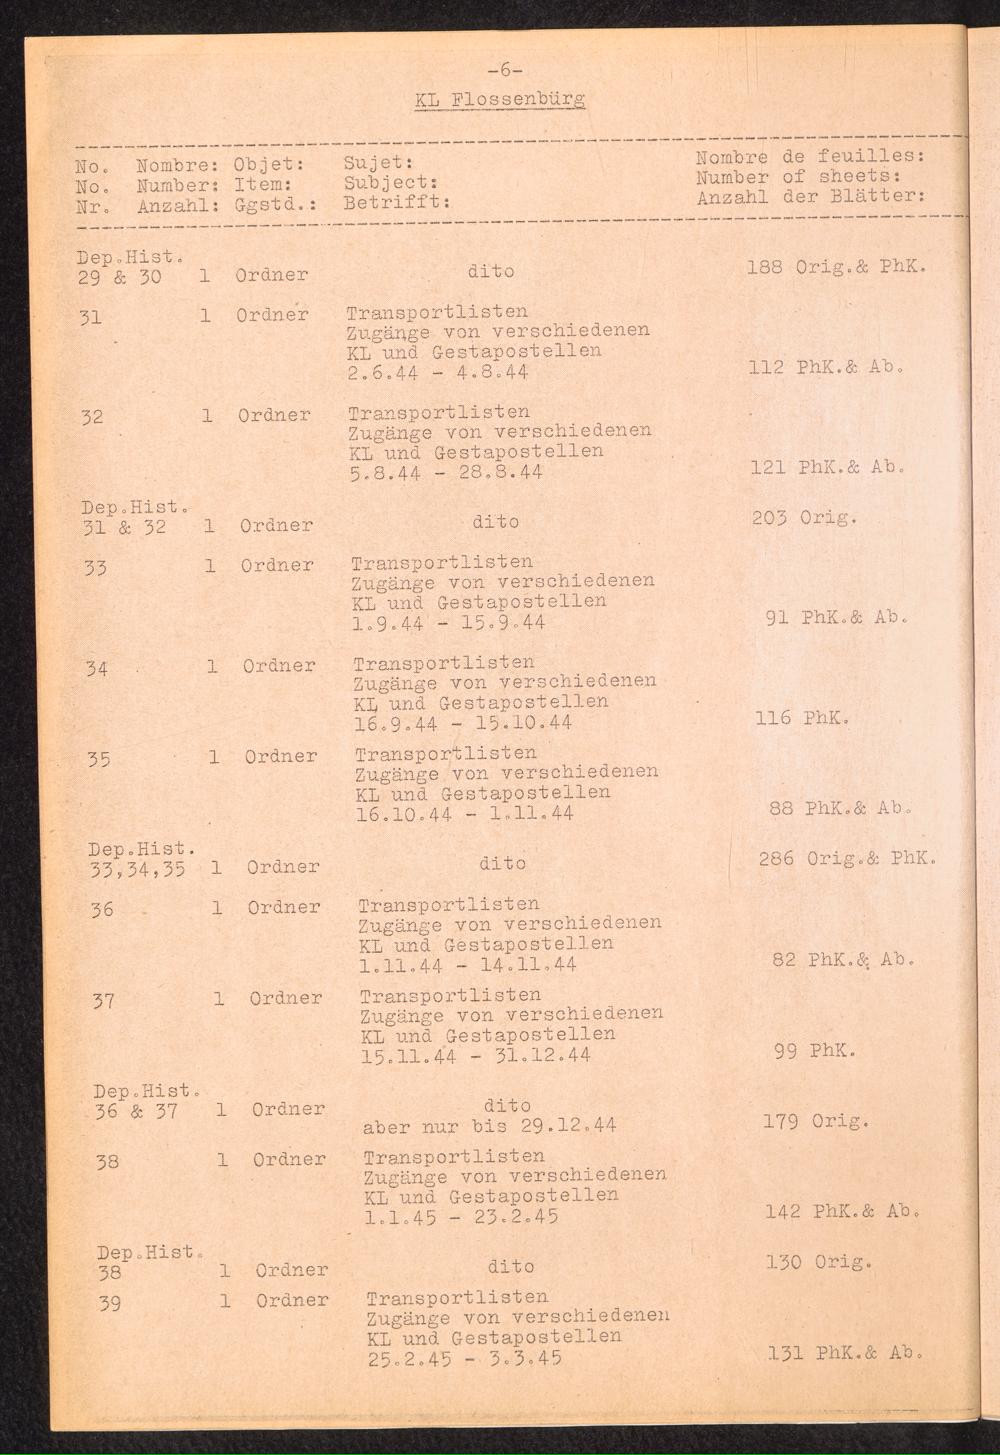 -6-
KL Flossenbürg
No. Nombre: Objet: Sujet: Nombre de feuilles:
No. Number: Item: Subject: Number of sheets:
Nr. Anzahl: Ggstd.: Betrifft: Anzahl der Blätter:
Dep.Hist.
29 & 30 1 Ordner dito 188 Orig.& PhK.
31 1 Ordner Transportlisten
Zugänge von verschiedenen
KL und Gestapostellen
2.6.44 - 4.8.44 112 PhK.& Ab.
32 1 Ordner Transportlisten
Zugänge von verschiedenen
KL und Gestapostellen
5.8.44 - 28.8.44 121 PhK.& Ab.
Dep.Hist.
31 & 32 1 Ordner dito 203 Orig.
33 1 Ordner Transportlisten
Zugänge von verschiedenen
KL und Gestapostellen
1.9.44 - 15.9.44 91 PhK.& Ab.
34 1 Ordner Transportlisten
Zugänge von verschiedenen
KL und Gestapostellen
16.9.44 - 15.10.44 116 PhK.
35 1 Ordner Transportlisten
Zugänge von verschiedenen
KL und Gestapostellen
16.10.44 - 1.11.44 88 PhK.& Ab.
Dep.Hist.
33,34,35 1 Ordner dito 286 Orig.& PhK.
36 1 Ordner Transportlisten
Zugänge von verschiedenen
KL und Gestapostellen
1.11.44 - 14.11.44 82 PhK.& Ab.
37 1 Ordner Transportlisten
Zugänge von verschiedenen
KL und Gestapostellen
15.11.44 - 31.12.44 99 PhK.
Dep.Hist.
36 & 37 1 Ordner dito
aber nur bis 29.12.44 179 Orig.
38 1 Ordner Transportlisten
Zugänge von verschiedenen
KL und Gestapostellen
1.1.45 - 23.2.45 142 PhK.& Ab.
Dep.Hist.
38 1 Ordner dito 130 Orig.
39 1 Ordner Transportlisten
Zugänge von verschiedenen
KL und Gestapostellen
25.2.45 - 3.3.45 131 PhK.& Ab.